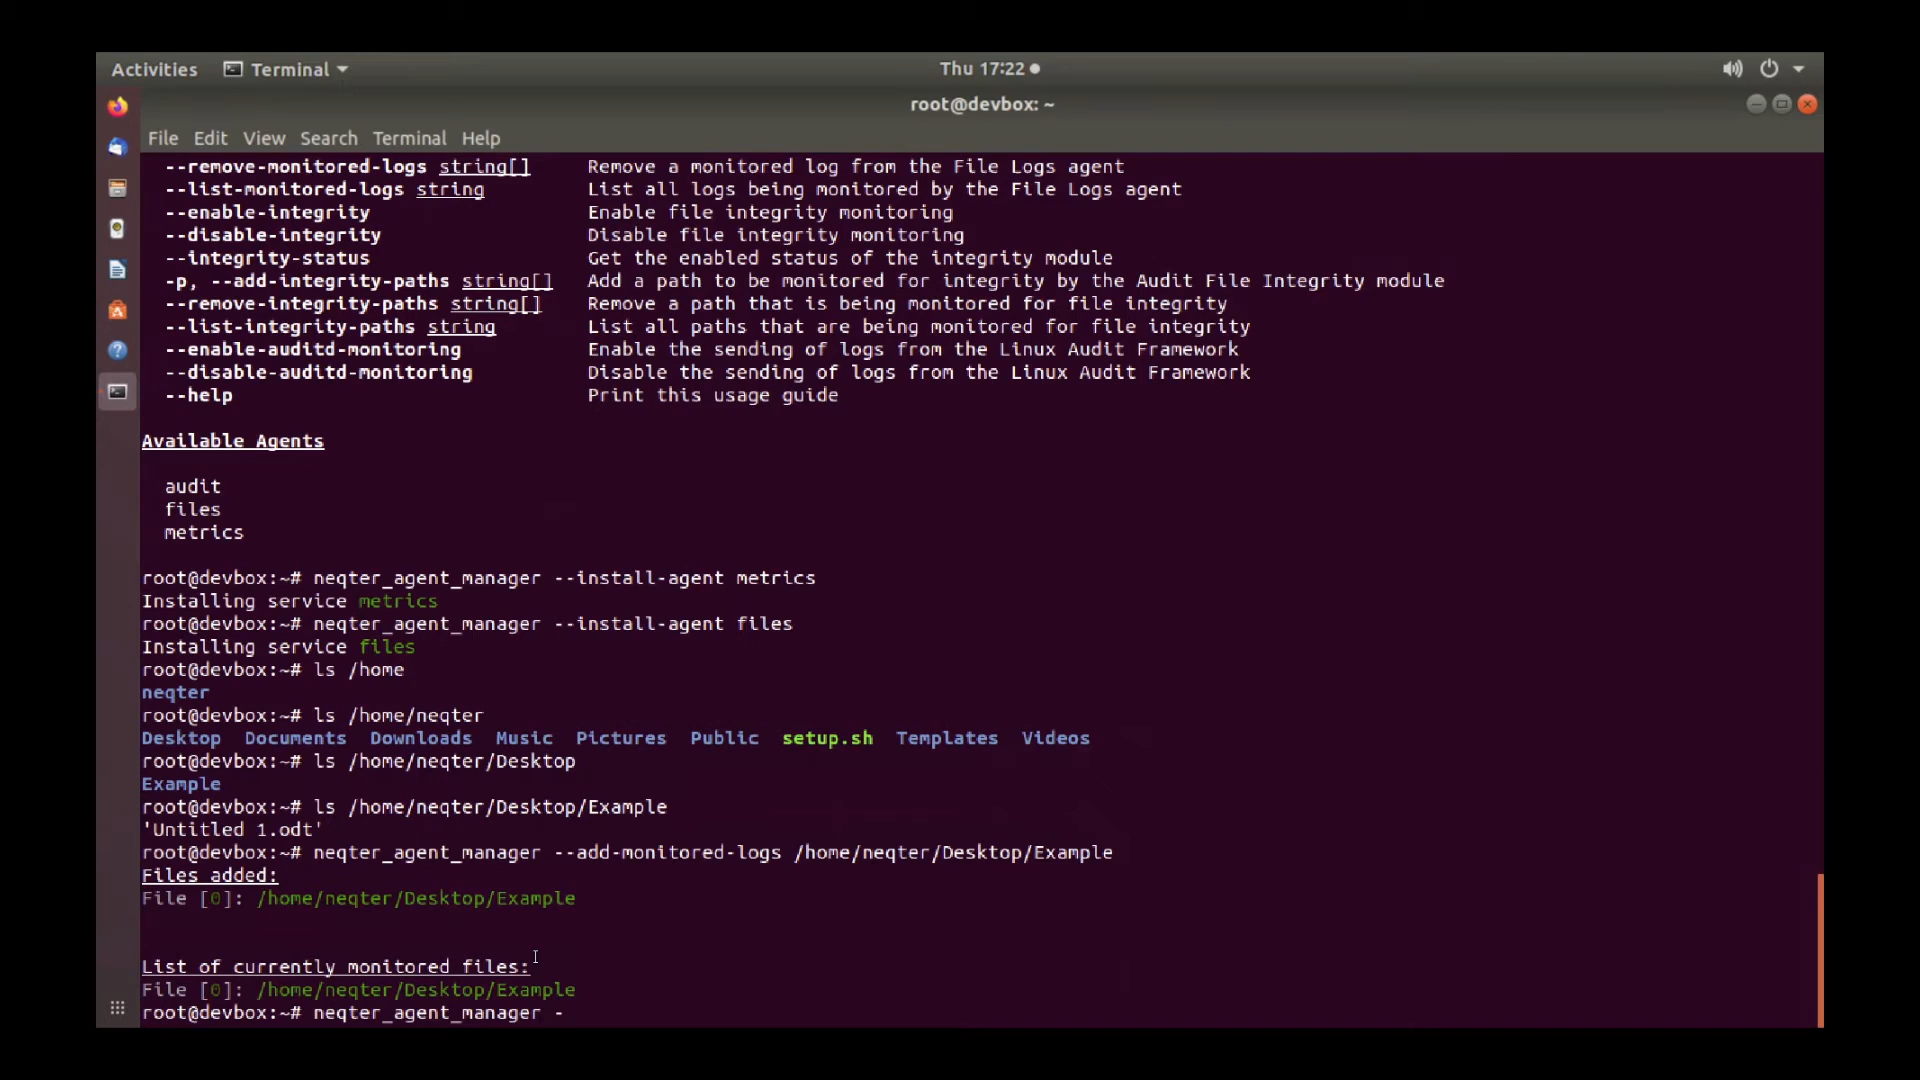 Activities Terminal Thu 17:22
root@devbox: ~
File Edit View Search Terminal Help
--remove-monitored-logs string[] Remove a monitored log from the File Logs agent
--list-monitored-logs string List all logs being monitored by the File Logs agent
--enable-integrity Enable file integrity monitoring
--disable-integrity Disable file integrity monitoring
--integrity-status Get the enabled status of the integrity module
-p, --add-integrity-paths string[] Add a path to be monitored for integrity by the Audit File Integrity module
--remove-integrity-paths string[] Remove a path that is being monitored for file integrity
--list-integrity-paths string List all paths that are being monitored for file integrity
--enable-auditd-monitoring Enable the sending of logs from the Linux Audit Framework
--disable-auditd-monitoring Disable the sending of logs from the Linux Audit Framework
--help Print this usage guide
Available Agents
audit
files
metrics
root@devbox:~# neqter_agent_manager --install-agent metrics
Installing service metrics
root@devbox:~# neqter_agent_manager --install-agent files
Installing service files
root@devbox:~# ls /home
neqter
root@devbox:~# ls /home/neqter
Desktop Documents Downloads Music Pictures Public setup.sh Templates Videos
root@devbox:~# ls /home/neqter/Desktop
Example
root@devbox:~# ls /home/neqter/Desktop/Example
'Untitled 1.odt'
root@devbox:~# neqter_agent_manager --add-monitored-logs /home/neqter/Desktop/Example
Files added:
File [0]: /home/neqter/Desktop/Example
List of currently monitored files:
File [0]: /home/neqter/Desktop/Example
root@devbox:~# neqter_agent_manager -